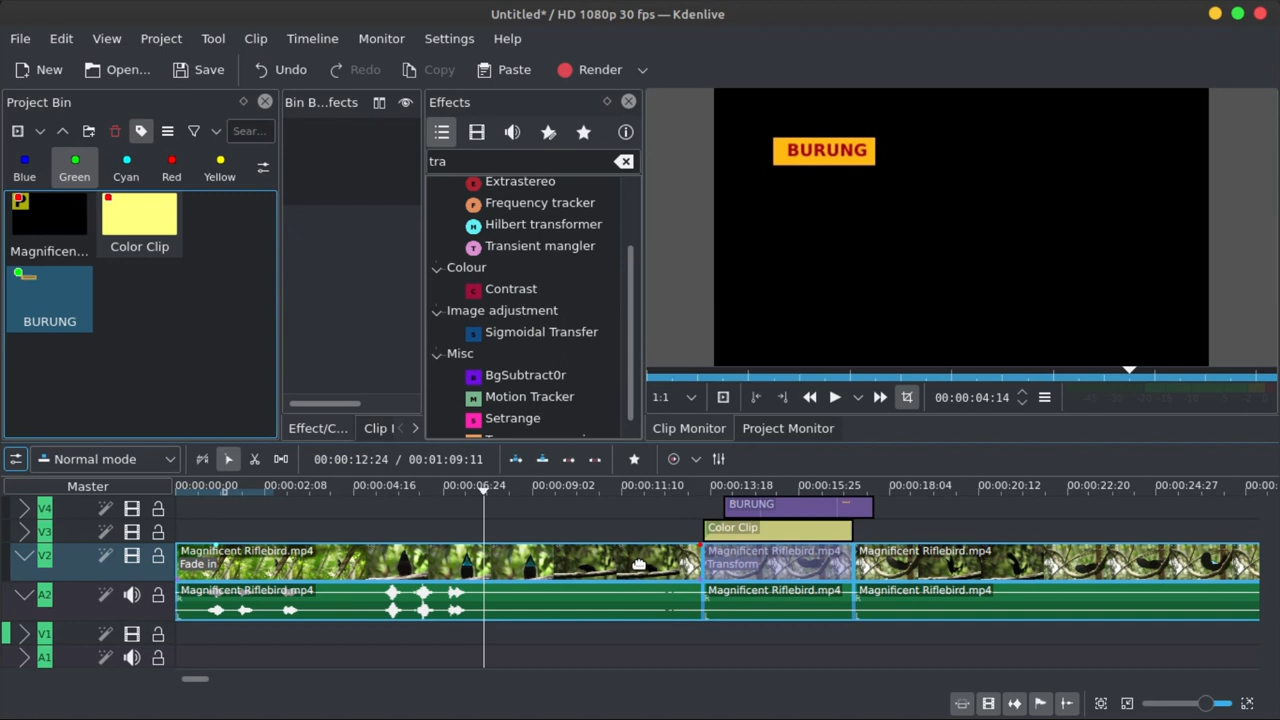 Untitled* / HD 1080p 30 fps — Kdenlive
File Edit View Project Tool Clip Timeline Monitor Settings Help
New Open... Save Undo Redo Copy Paste Render
Project Bin
Bin B...fects
Effects
Sear...
tra
Blue Green Cyan Red Yellow
Magnificen...
Color Clip
BURUNG
Extrastereo
Frequency tracker
Hilbert transformer
Transient mangler
Colour
Contrast
Image adjustment
Sigmoidal Transfer
Misc
BgSubtract0r
Motion Tracker
Setrange
Effect/C... Clip
BURUNG
1:1
00:00:04:14
Clip Monitor Project Monitor
Normal mode
00:00:12:24 / 00:01:09:11
Master
00:00:00:00 00:00:02:08 00:00:04:16 00:00:06:24 00:00:09:02 00:00:11:10 00:00:13:18 00:00:15:25 00:00:18:04 00:00:20:12 00:00:22:20 00:00:24:27 00:00:
V4
BURUNG
V3
Color Clip
V2
Magnificent Riflebird.mp4 Magnificent Riflebird.mp4 Magnificent Riflebird.mp4
Fade in Transform
A2
Magnificent Riflebird.mp4 Magnificent Riflebird.mp4 Magnificent Riflebird.mp4
V1
A1